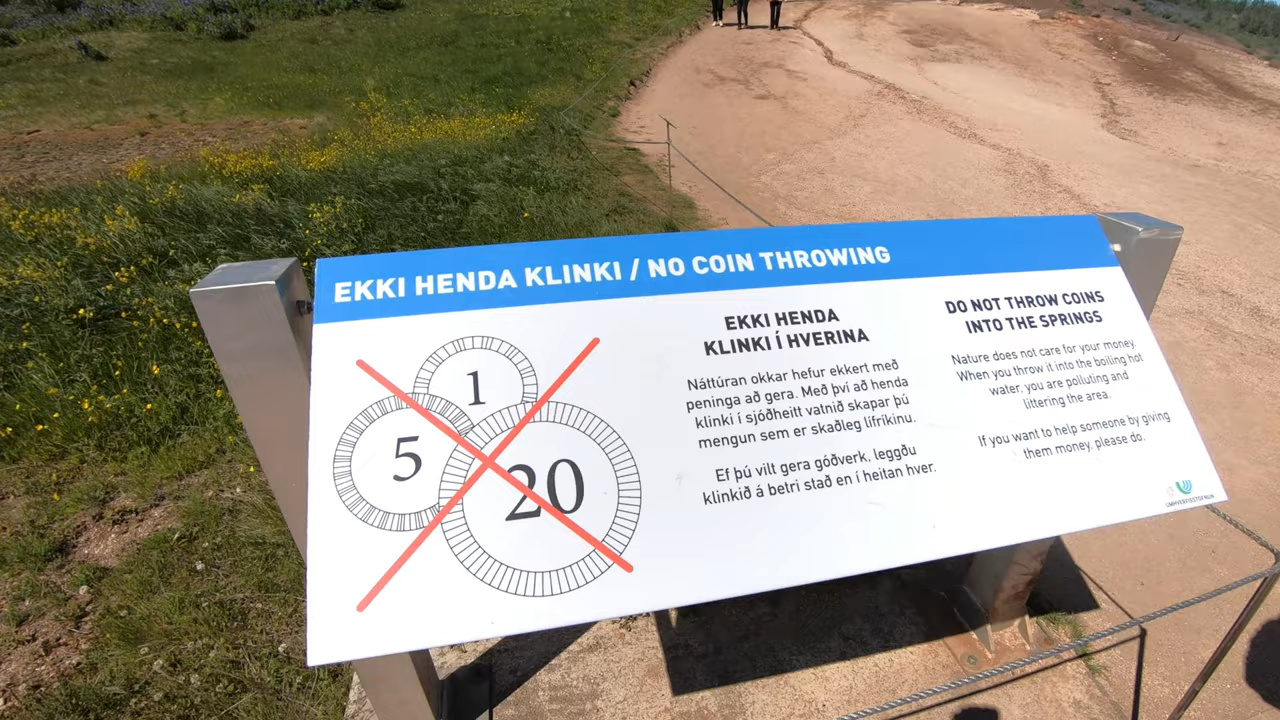 EKKI HENDA KLINKI / NO COIN THROWING
1
5
20
EKKI HENDA
KLINKI Í HVERINA
Náttúran okkar hefur ekkert með
peninga að gera. Með því að henda
klinki í sjóðheitt vatnið skapar þú
mengun sem er skaðleg lífríkinu.
Ef þú vilt gera góðverk, leggðu
klinkið á betri stað en í heitan hver.
DO NOT THROW COINS
INTO THE SPRINGS
Nature does not care for your money.
When you throw it into the boiling hot
water, you are polluting and
littering the area.
If you want to help someone by giving
them money, please do.
UMHVERFISSTOFNUN